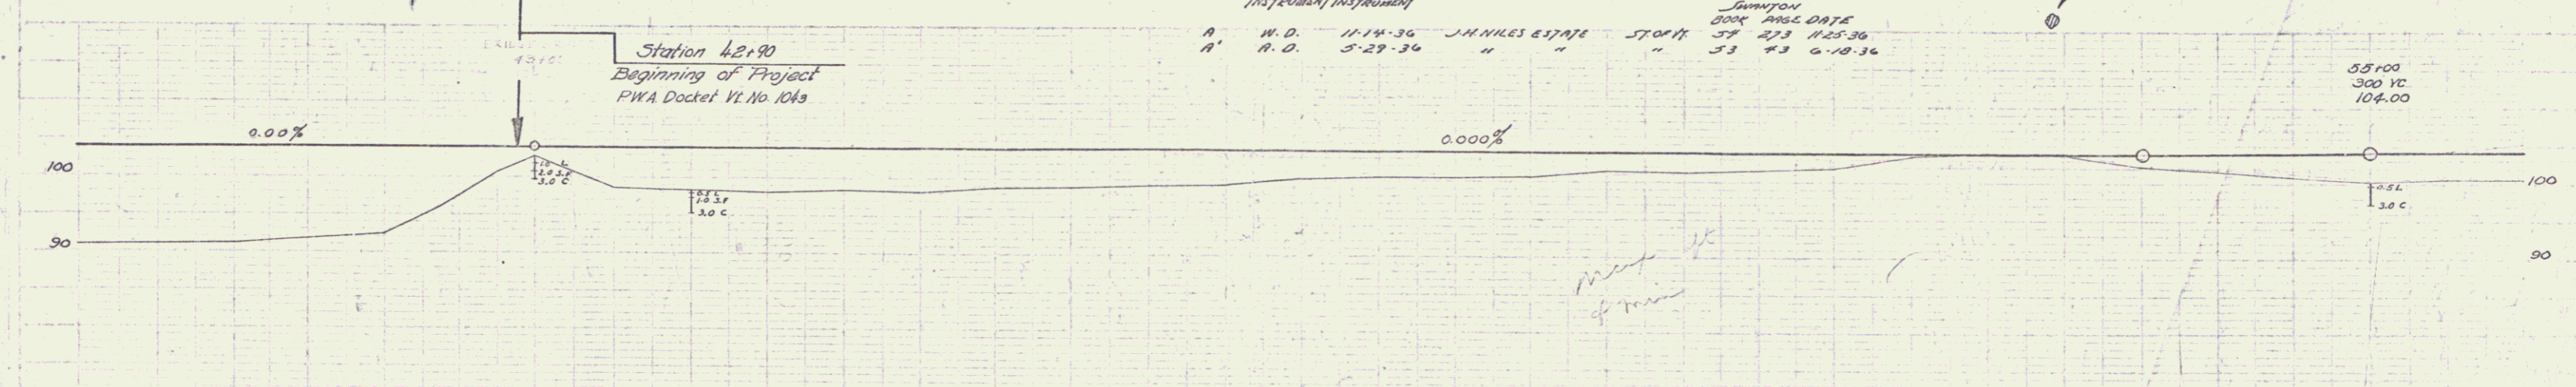 INSTRUMENT INSTRUMENT
SWANTON
BOOK PAGE DATE
A W.D. 11-14-36 J.H. NILES ESTATE ST. OF VT. 54 273 11-25-36
A' A.D. 5-29-36 " " " 53 43 6-18-36
Station 42+90
Beginning of Project
P.W.A. Docket Vt. No. 1043
55+00
300 VC
104.00
0.00%
0.000%
100
1.0 L
2.0 S.F
3.0 C
0.5 L
1.0 S.F
3.0 C
100
0.5 L
3.0 C
90
90